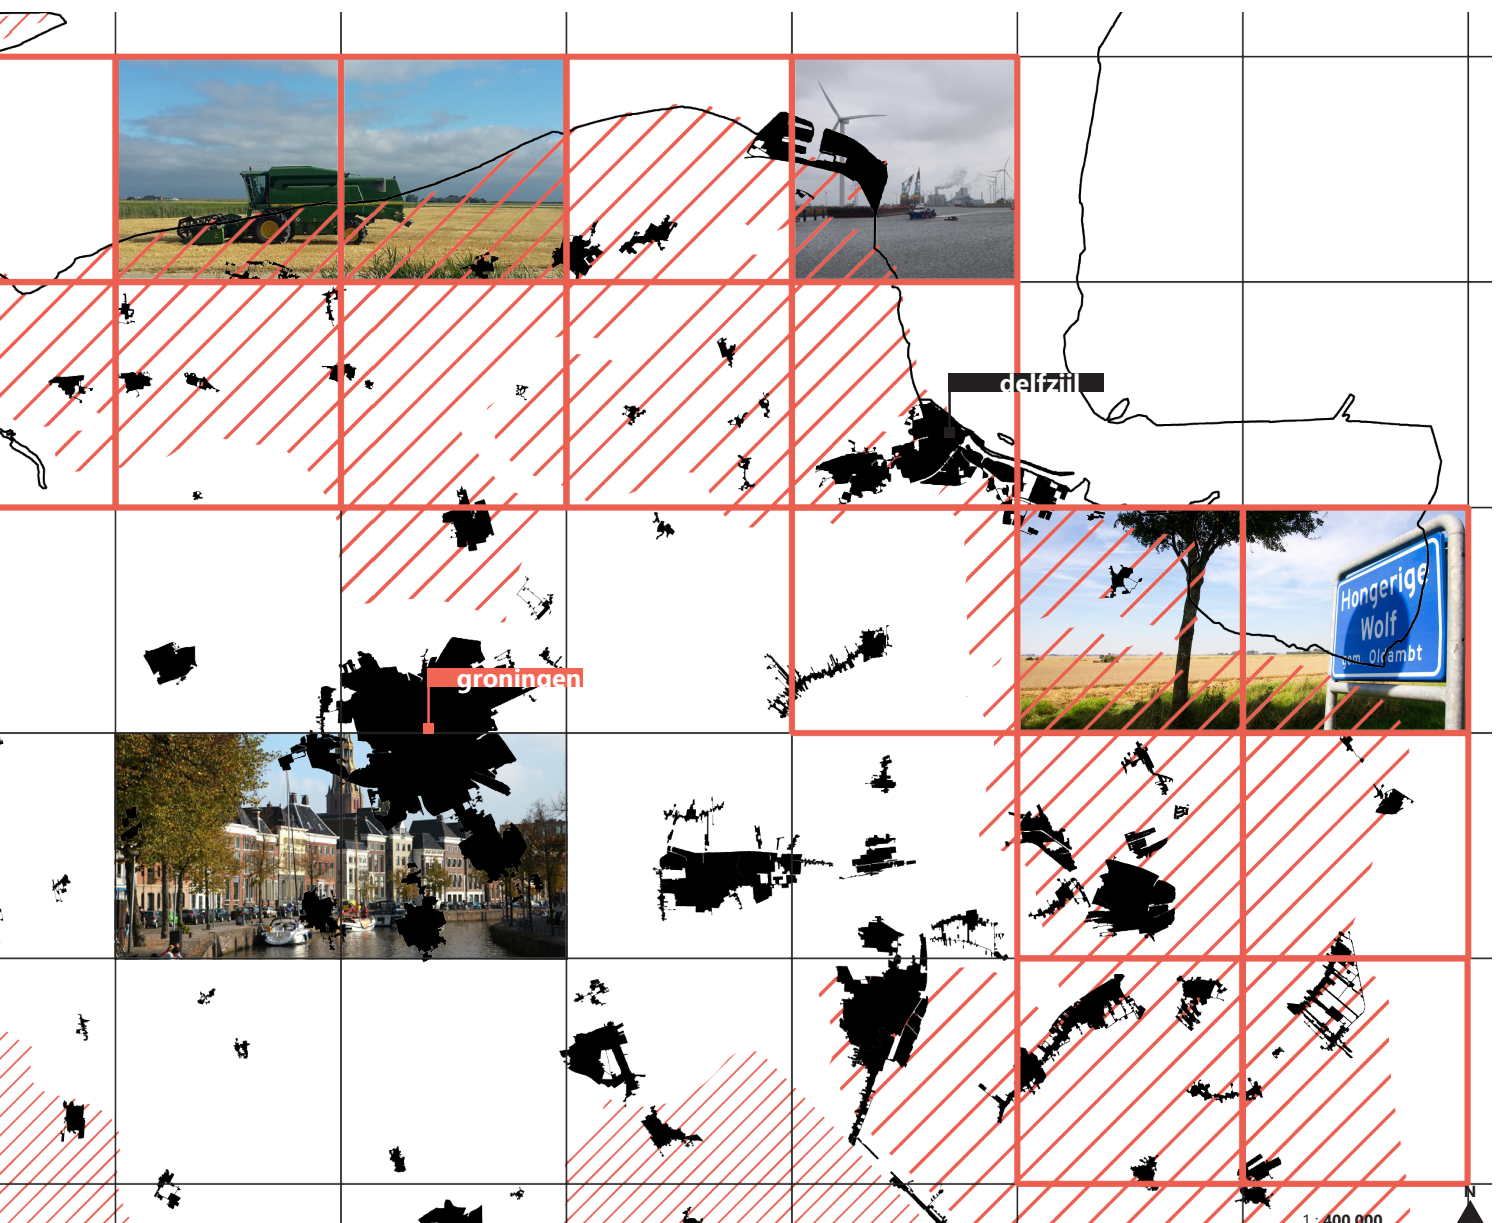 delfzijl
Hongerige
Wolf
gem. Oldambt
groningen
N
1 : 400 000